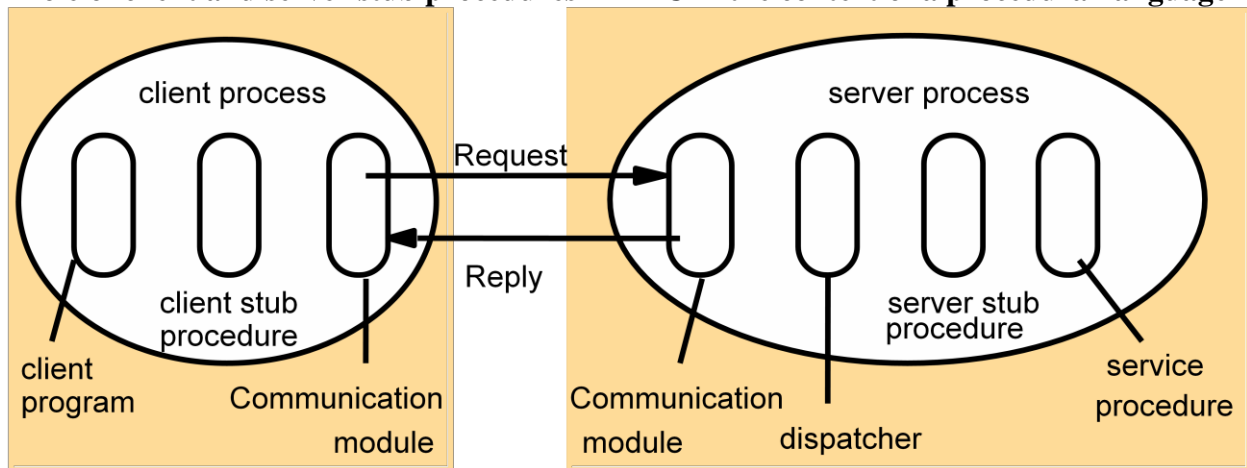 client process
server process
Request
Reply
client stub
procedure
server stub
procedure
client
program
Communication
module
Communication
module
dispatcher
service
procedure